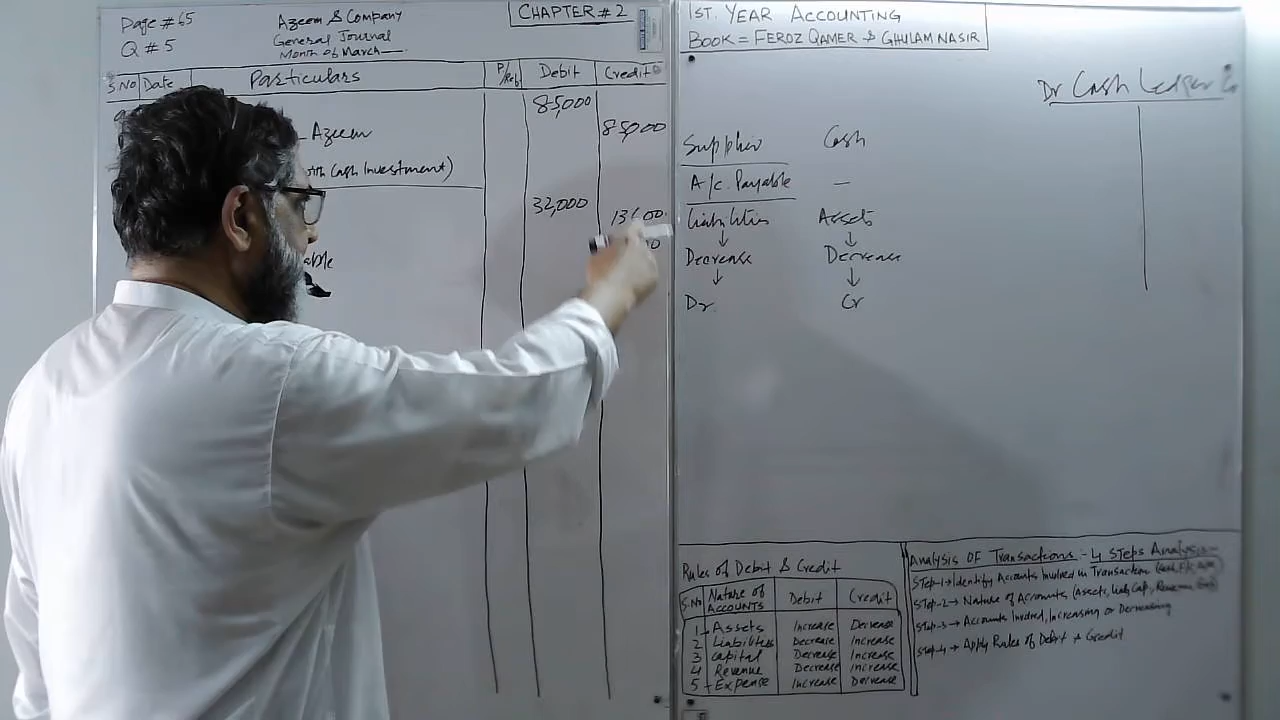 Page # 65
Q # 5
Azeem & Company
General Journal
Month of March
CHAPTER # 2
S.No Date Particulars P/Ref Debit Credit
85,000
Azeem 85,000
Cash Investment)
32,000
1ST. YEAR ACCOUNTING
BOOK = FEROZ QAMER & GHULAM NASIR
Dr Cash Ledger
Supplier Cash
A/c. Payable —
Liabilities Assets
↓ ↓
Decrease Decrease
↓ ↓
Dr. Cr
Rules of Debit & Credit
S.No Nature of ACCOUNTS Debit Credit
1 Assets Increase Decrease
2 Liabilities Decrease Increase
3 Capital Decrease Increase
4 Revenue Decrease Increase
5 Expense Increase Decrease
Analysis OF Transactions - 4 STEPS Analysis
STEP-1 → Identify Accounts Involved in Transaction
STEP-2 → Nature of Accounts (Assets, Liab, Cap, Revenue
STEP-3 → Accounts Involved, Increasing or Decreasing
STEP-4 → Apply Rules of Debit & Credit